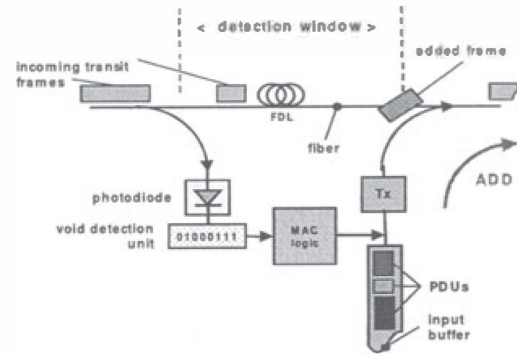 < detection window >
added frame
incoming transit
frames
FDL
fiber
ADD
photodiode
Tx
void detection
unit
01000111
MAC
logic
PDUs
input
buffer